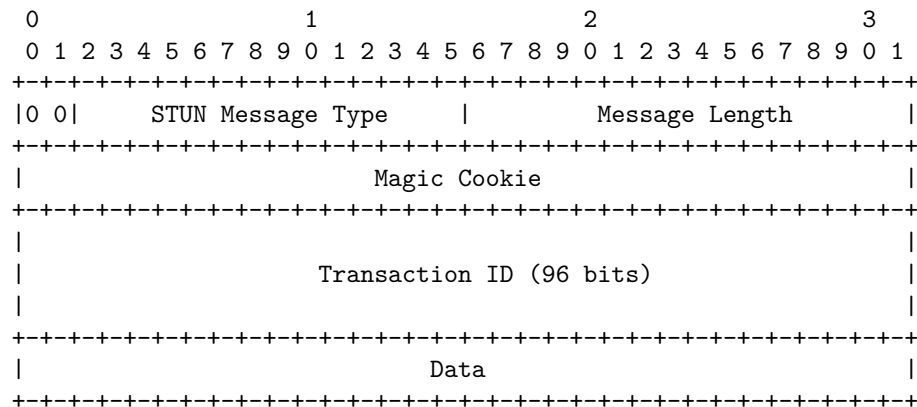 0                   1                   2                   3
0 1 2 3 4 5 6 7 8 9 0 1 2 3 4 5 6 7 8 9 0 1 2 3 4 5 6 7 8 9 0 1
+-+-+-+-+-+-+-+-+-+-+-+-+-+-+-+-+-+-+-+-+-+-+-+-+-+-+-+-+-+-+-+-+
|0 0|     STUN Message Type     |         Message Length        |
+-+-+-+-+-+-+-+-+-+-+-+-+-+-+-+-+-+-+-+-+-+-+-+-+-+-+-+-+-+-+-+-+
|                         Magic Cookie                          |
+-+-+-+-+-+-+-+-+-+-+-+-+-+-+-+-+-+-+-+-+-+-+-+-+-+-+-+-+-+-+-+-+
|                                                               |
|                     Transaction ID (96 bits)                  |
|                                                               |
+-+-+-+-+-+-+-+-+-+-+-+-+-+-+-+-+-+-+-+-+-+-+-+-+-+-+-+-+-+-+-+-+
|                             Data                              |
+-+-+-+-+-+-+-+-+-+-+-+-+-+-+-+-+-+-+-+-+-+-+-+-+-+-+-+-+-+-+-+-+